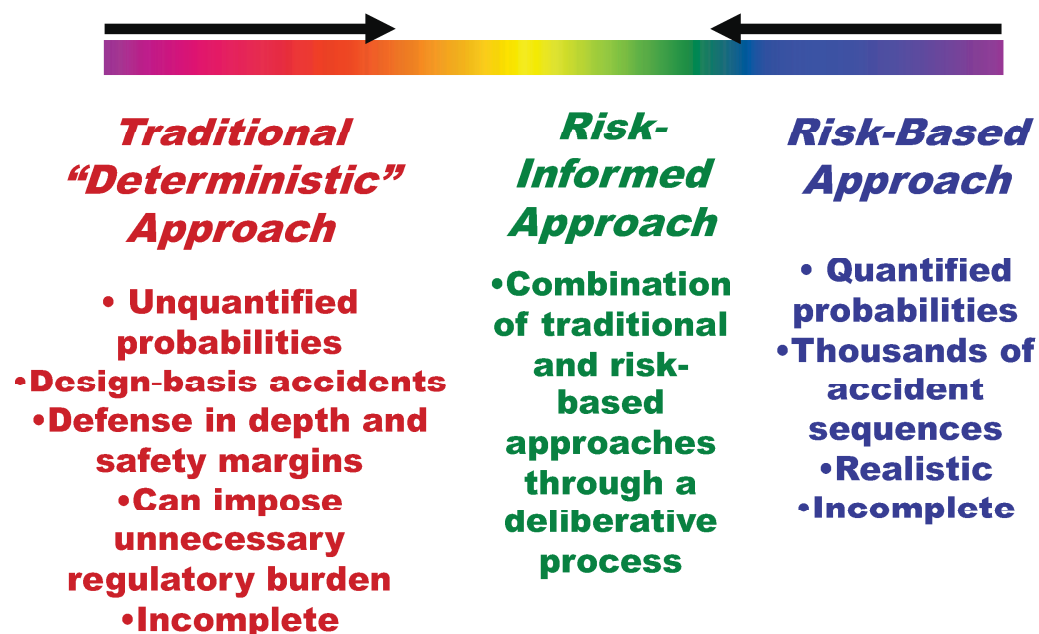 Traditional
“Deterministic”
Approach
• Unquantified
probabilities
•Design-basis accidents
•Defense in depth and
safety margins
•Can impose
unnecessary
regulatory burden
•Incomplete
Risk-
Informed
Approach
•Combination
of traditional
and risk-
based
approaches
through a
deliberative
process
Risk-Based
Approach
• Quantified
probabilities
•Thousands of
accident
sequences
•Realistic
•Incomplete